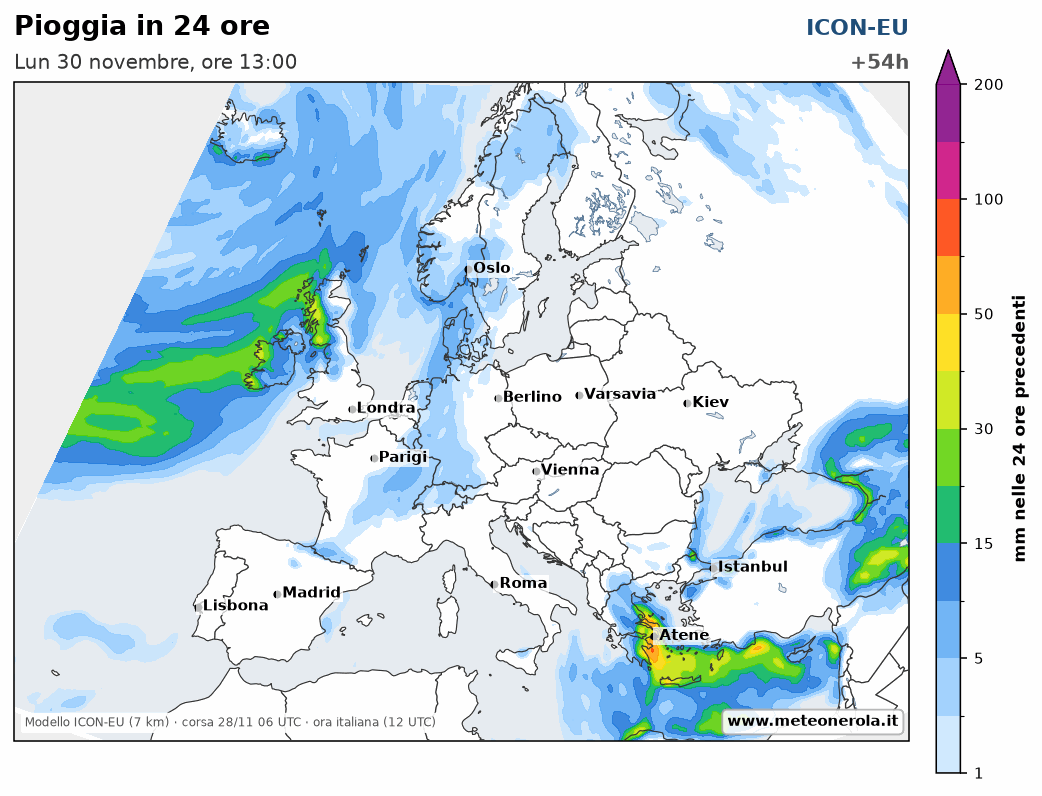 Pioggia in 24 ore
ICON-EU
Lun 30 novembre, ore 13:00
+54h
200
100
50
30
15
5
1
mm nelle 24 ore precedenti
Oslo
Berlino
Varsavia
Kiev
Londra
Parigi
Vienna
Istanbul
Roma
Madrid
Lisbona
Atene
Modello ICON-EU (7 km) · corsa 28/11 06 UTC · ora italiana (12 UTC)
www.meteonerola.it